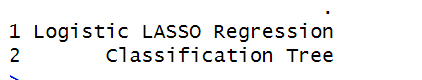 .
1 Logistic LASSO Regression
2 Classification Tree
>